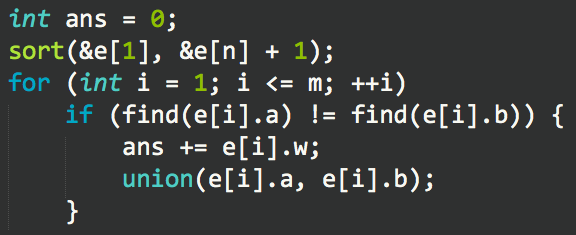 int ans = 0;
sort(&e[1], &e[n] + 1);
for (int i = 1; i <= m; ++i)
    if (find(e[i].a) != find(e[i].b)) {
        ans += e[i].w;
        union(e[i].a, e[i].b);
    }